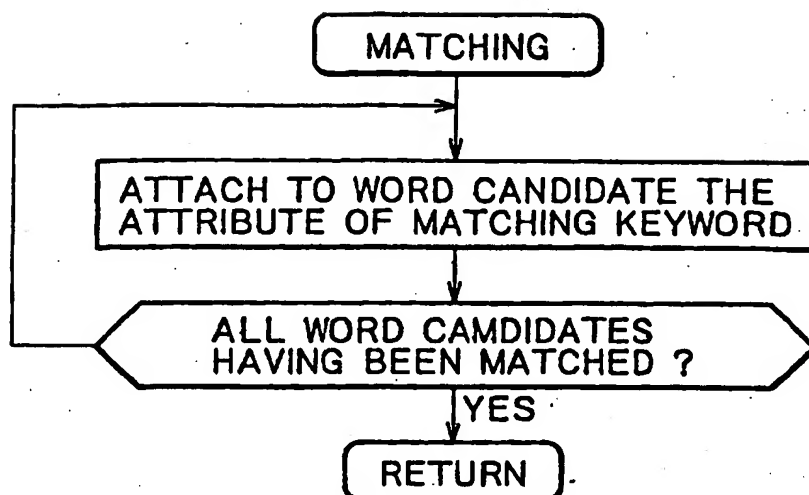 MATCHING
ATTACH TO WORD CANDIDATE THE
ATTRIBUTE OF MATCHING KEYWORD
ALL WORD CAMDIDATES
HAVING BEEN MATCHED ?
YES
RETURN